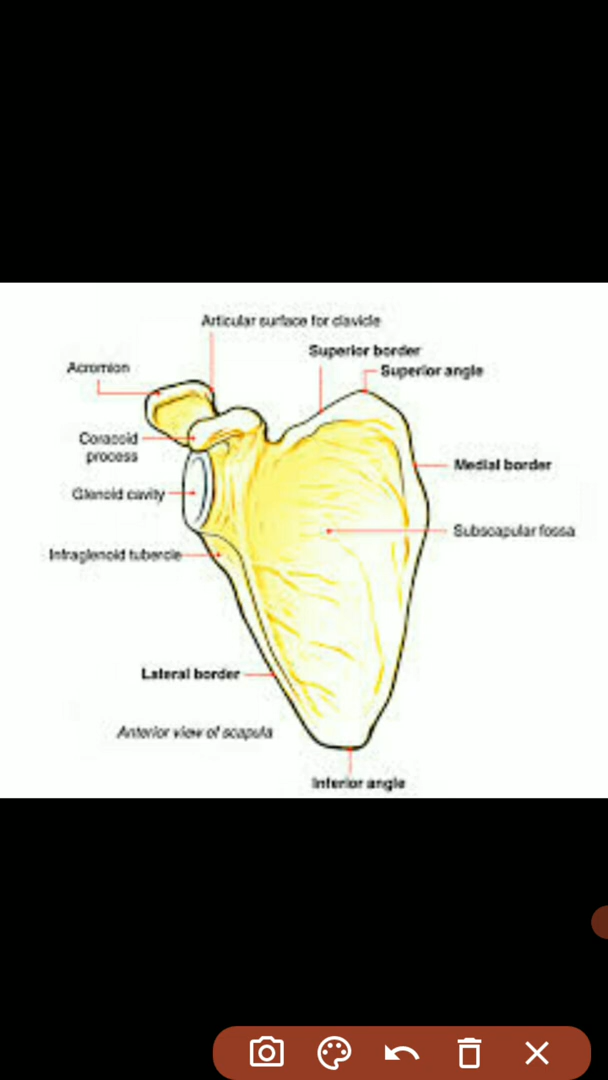 Articular surface for clavicle
Superior border
Acromion
Superior angle
Coracoid
process
Medial border
Glenoid cavity
Subscapular fossa
Infraglenoid tubercle
Lateral border
Anterior view of scapula
Inferior angle